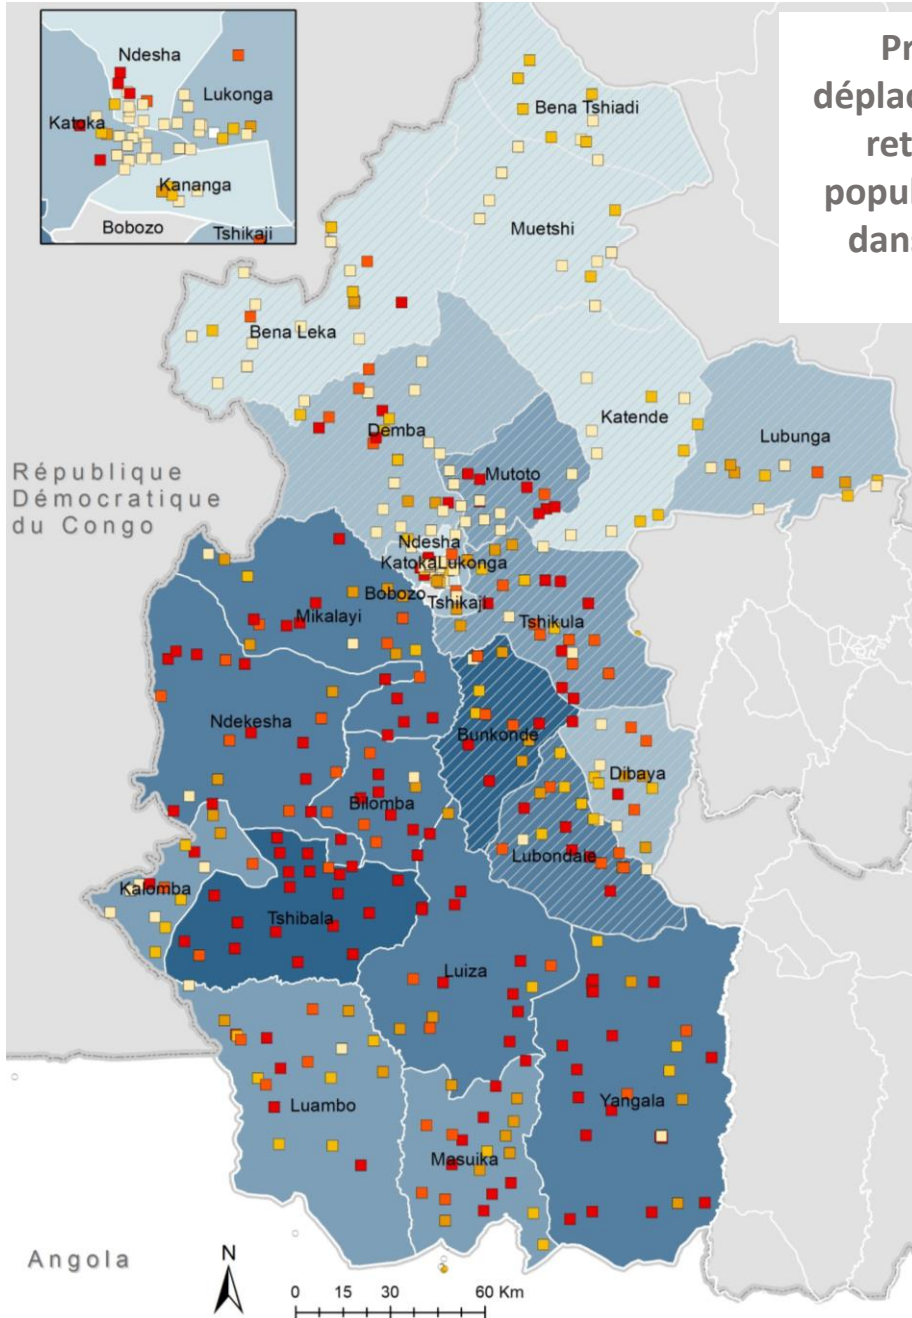 Ndesha
Lukonga
Katoka
Kananga
Bobozo
Tshikaji
Pr
déplac
ret
popul
dans
Bena Tshiadi
Muetshi
Bena Leka
Katende
Lubunga
Demba
Mutoto
République
Démocratique
du Congo
Ndesha
Katoka Lukonga
Bobozo
Tshikaji
Mikalayi
Tshikula
Ndekesha
Bunkonde
Dibaya
Bilomba
Lubondaie
Kalomba
Tshibala
Luiza
Luambo
Yangala
Masuika
Angola
N
0 15 30 60 Km